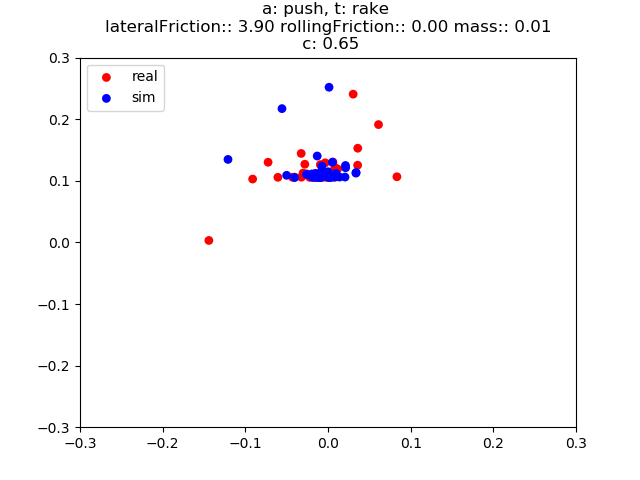 a: push, t: rake
lateralFriction:: 3.90 rollingFriction:: 0.00 mass:: 0.01
c: 0.65
real
sim
0.3
0.2
0.1
0.0
−0.1
−0.2
−0.3
−0.3 −0.2 −0.1 0.0 0.1 0.2 0.3